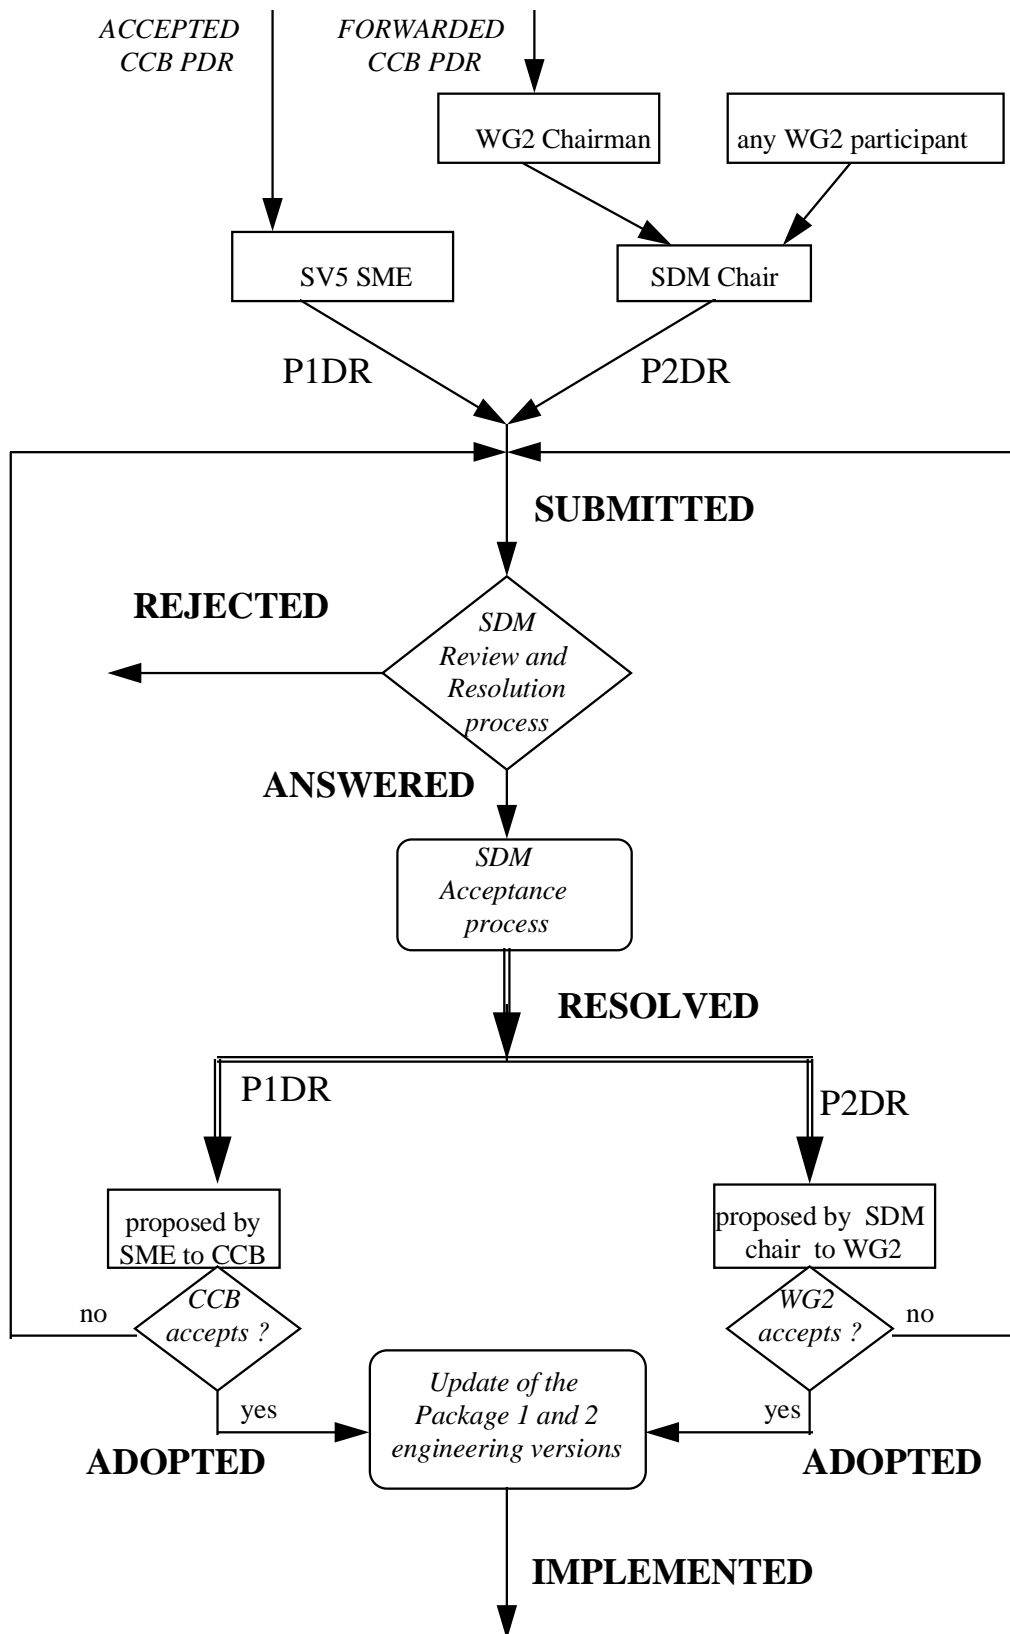 ACCEPTED
CCB PDR
FORWARDED
CCB PDR
WG2 Chairman
any WG2 participant
SV5 SME
SDM Chair
P1DR
P2DR
SUBMITTED
REJECTED
SDM
Review and
Resolution
process
ANSWERED
SDM
Acceptance
process
RESOLVED
P1DR
P2DR
proposed by
SME to CCB
proposed by SDM
chair to WG2
no
CCB
accepts ?
WG2
accepts ?
no
yes
Update of the
Package 1 and 2
engineering versions
yes
ADOPTED
ADOPTED
IMPLEMENTED